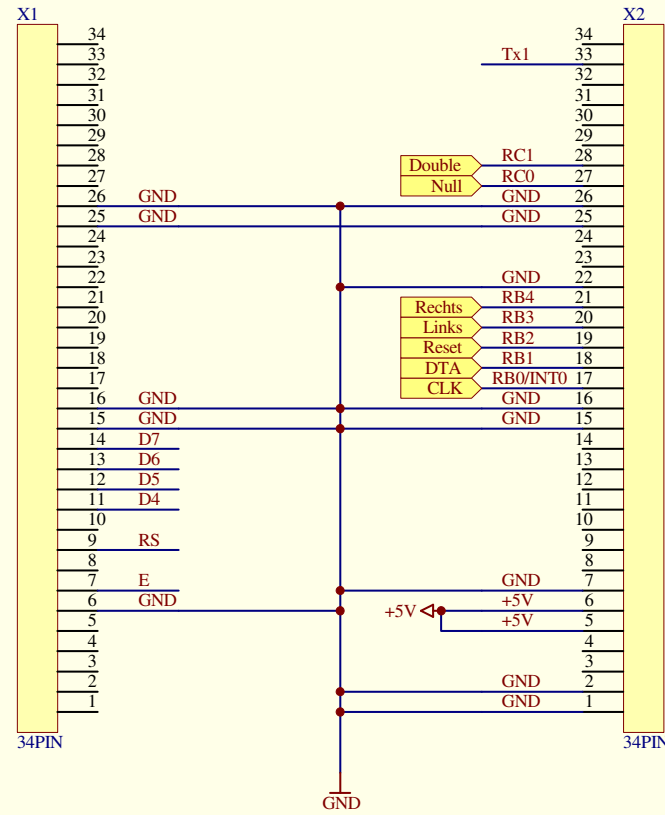 X1 X2
34 34
33 Tx1 33
32 32
31 31
30 30
29 29
28 Double RC1 28
27 Null RC0 27
26 GND GND 26
25 GND GND 25
24 24
23 23
22 GND 22
21 Rechts RB4 21
20 Links RB3 20
19 Reset RB2 19
18 DTA RB1 18
17 CLK RB0/INT0 17
16 GND GND 16
15 GND GND 15
14 D7 14
13 D6 13
12 D5 12
11 D4 11
10 10
9 RS 9
8 8
7 E GND 7
6 GND +5V +5V 6
5 +5V 5
4 4
3 3
2 GND 2
1 GND 1
34PIN 34PIN
GND